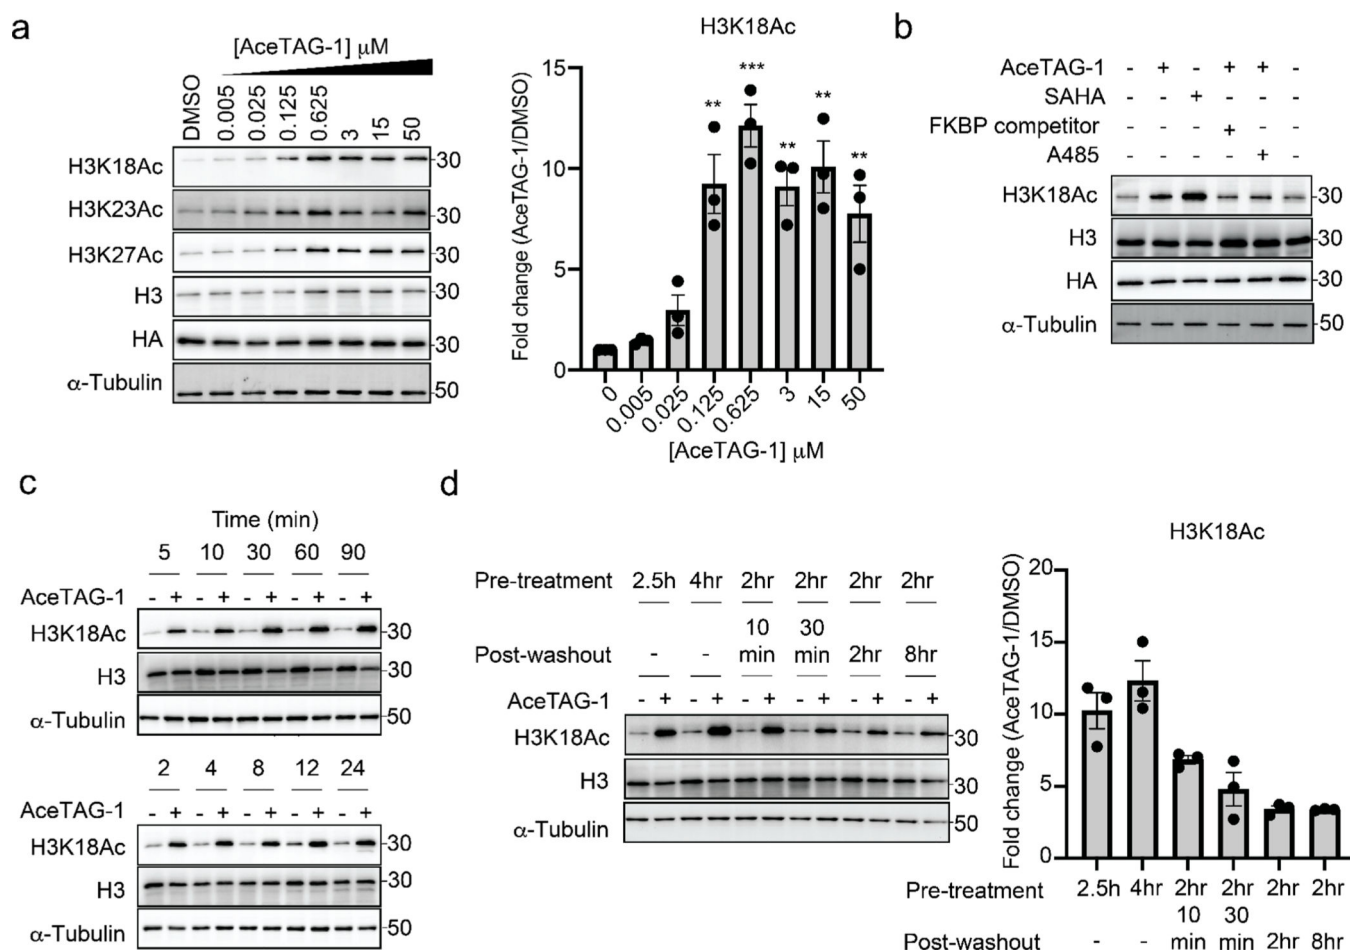 a
[AceTAG-1] μM
DMSO 0.005 0.025 0.125 0.625 3 15 50
H3K18Ac 30
H3K23Ac 30
H3K27Ac 30
H3 30
HA 30
α-Tubulin 50
H3K18Ac
Fold change (AceTAG-1/DMSO)
15
10
5
0
** *** ** ** **
0 0.005 0.025 0.125 0.625 3 15 50
[AceTAG-1] μM
b
AceTAG-1 - + - + + -
SAHA - - + - - -
FKBP competitor - - - + - -
A485 - - - - + -
H3K18Ac 30
H3 30
HA 30
α-Tubulin 50
c
Time (min)
5 10 30 60 90
AceTAG-1 - + - + - + - + - +
H3K18Ac 30
H3 30
α-Tubulin 50
2 4 8 12 24
AceTAG-1 - + - + - + - + - +
H3K18Ac 30
H3 30
α-Tubulin 50
d
Pre-treatment 2.5h 4hr 2hr 2hr 2hr 2hr
10 30
Post-washout - - min min 2hr 8hr
AceTAG-1 - + - + - + - + - + - +
H3K18Ac 30
H3 30
α-Tubulin 50
H3K18Ac
Fold change (AceTAG-1/DMSO)
20
15
10
5
0
Pre-treatment 2.5h 4hr 2hr 2hr 2hr 2hr
10 30
Post-washout - - min min 2hr 8hr